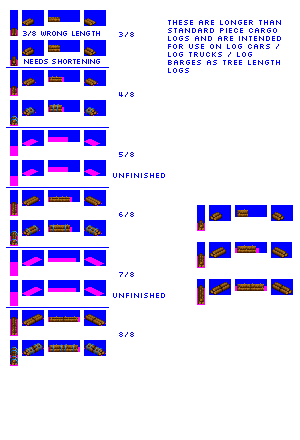 THESE ARE LONGER THAN
STANDARD PIECE CARGO
LOGS AND ARE INTENDED
FOR USE ON LOG CARS /
LOG TRUCKS / LOG
BARGES AS TREE LENGTH
LOGS
3/8 WRONG LENGTH
3/8
NEEDS SHORTENING
4/8
5/8
UNFINISHED
6/8
7/8
UNFINISHED
8/8